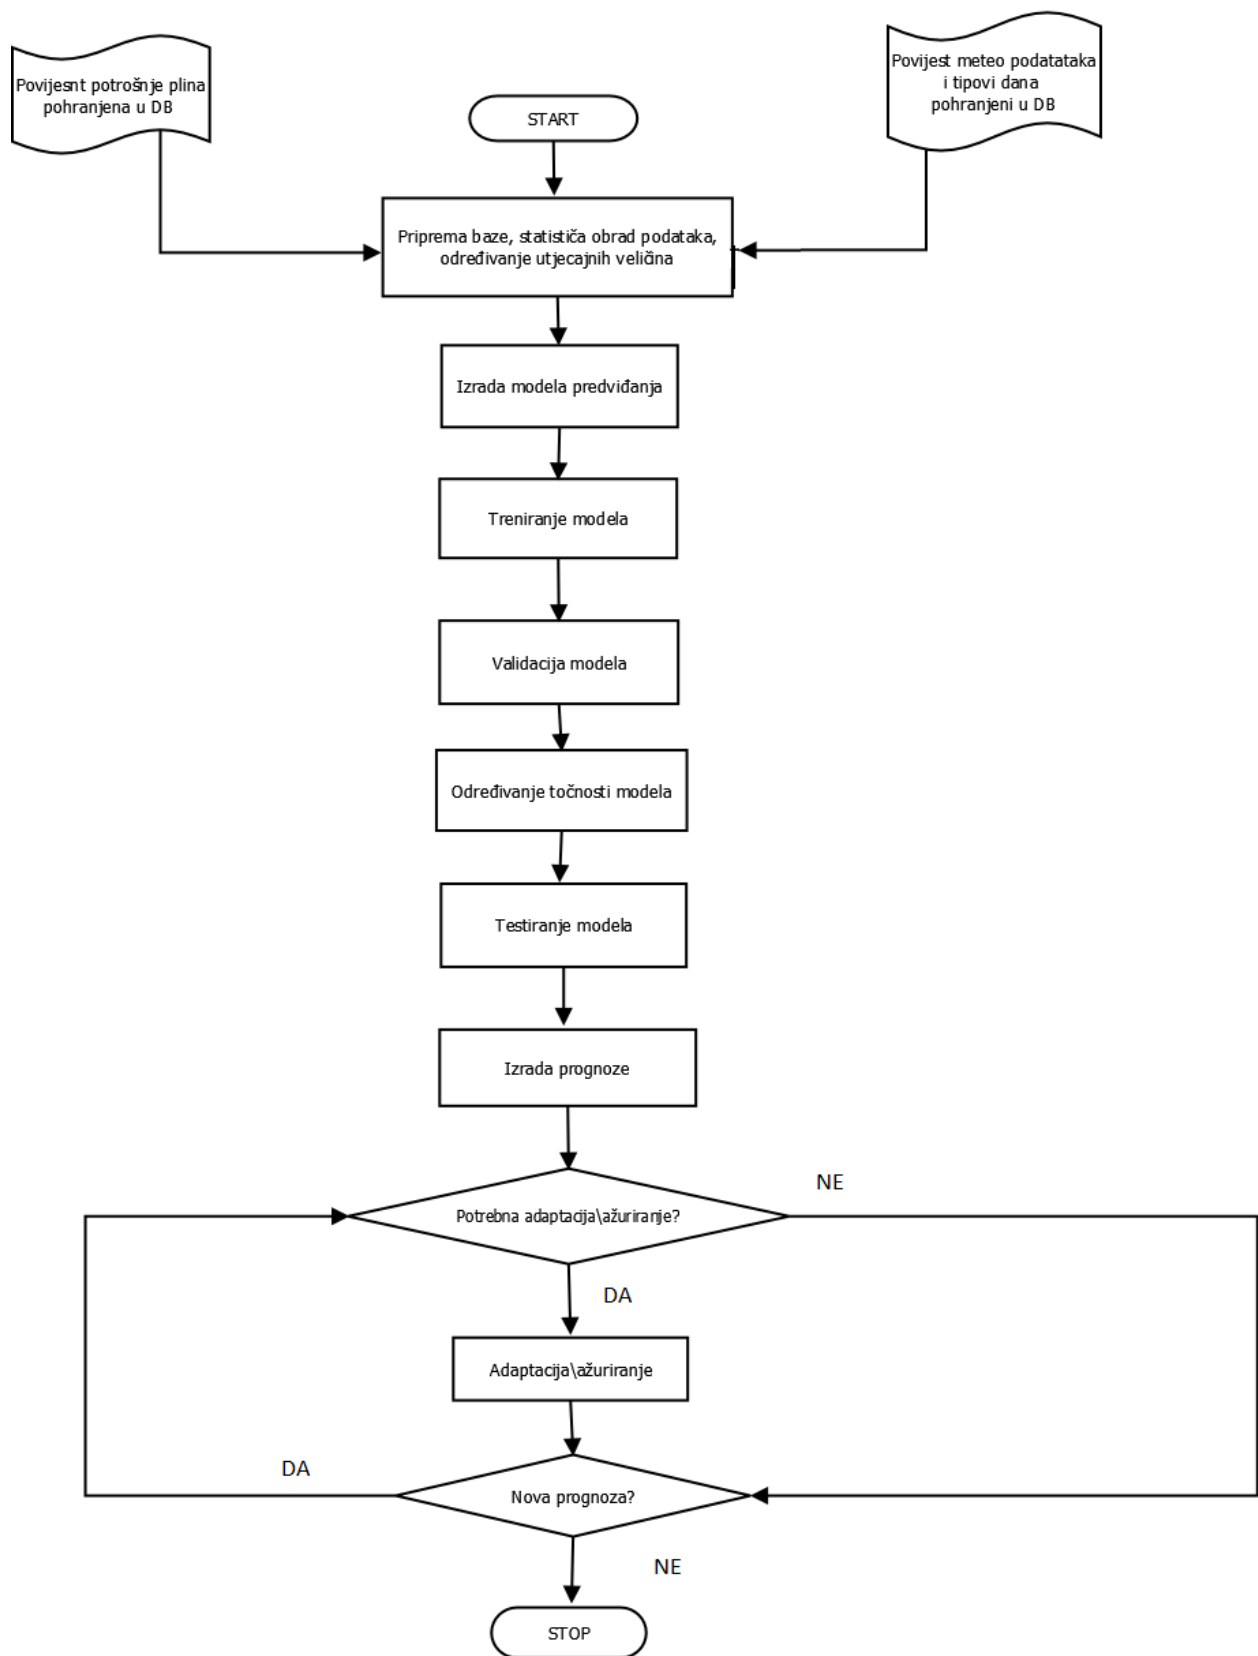 Povijesnt potrošnje plina
pohranjena u DB
Povijest meteo podatataka
i tipovi dana
pohranjeni u DB
START
Priprema baze, statističa obrad podataka,
određivanje utjecajnih veličina
Izrada modela predviđanja
Treniranje modela
Validacija modela
Određivanje točnosti modela
Testiranje modela
Izrada prognoze
NE
Potrebna adaptacija\ažuriranje?
DA
Adaptacija\ažuriranje
DA
Nova prognoza?
NE
STOP